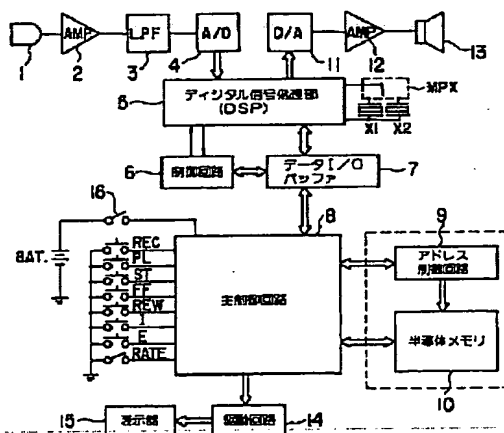 AMP
LPF
A/D
D/A
AMP
1
2
3
4
11
12
13
5
ディジタル信号処理部
(DSP)
MPX
X1
X2
6
制御回路
データI/O
バッファ
7
16
8
9
BAT.
REC
PL
ST
FF
REW
I
E
RATE
主制御回路
アドレス
制御回路
半導体メモリ
10
15
表示器
駆動回路
14